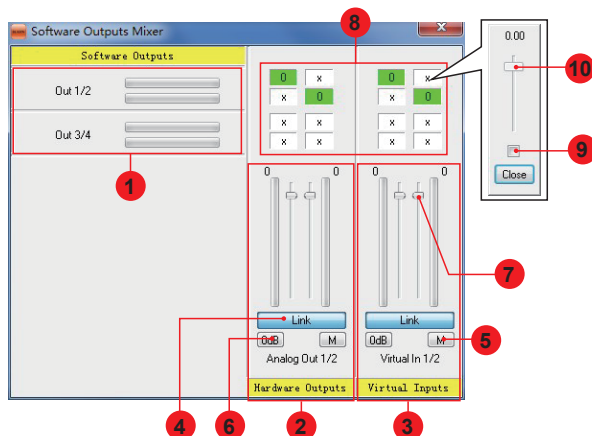 Software Outputs Mixer
x
Software Outputs
Out 1/2
Out 3/4
0 x
x 0
x x
x x
0 x
x 0
x x
x x
0 0
0 0
Link
0dB M
Analog Out 1/2
Hardware Outputs
Link
0dB M
Virtual In 1/2
Virtual Inputs
0.00
Close
8
10
9
1
7
5
4
6
2
3